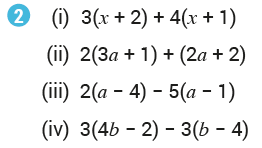 2 (i) 3(x + 2) + 4(x + 1)
(ii) 2(3a + 1) + (2a + 2)
(iii) 2(a − 4) − 5(a − 1)
(iv) 3(4b − 2) − 3(b − 4)